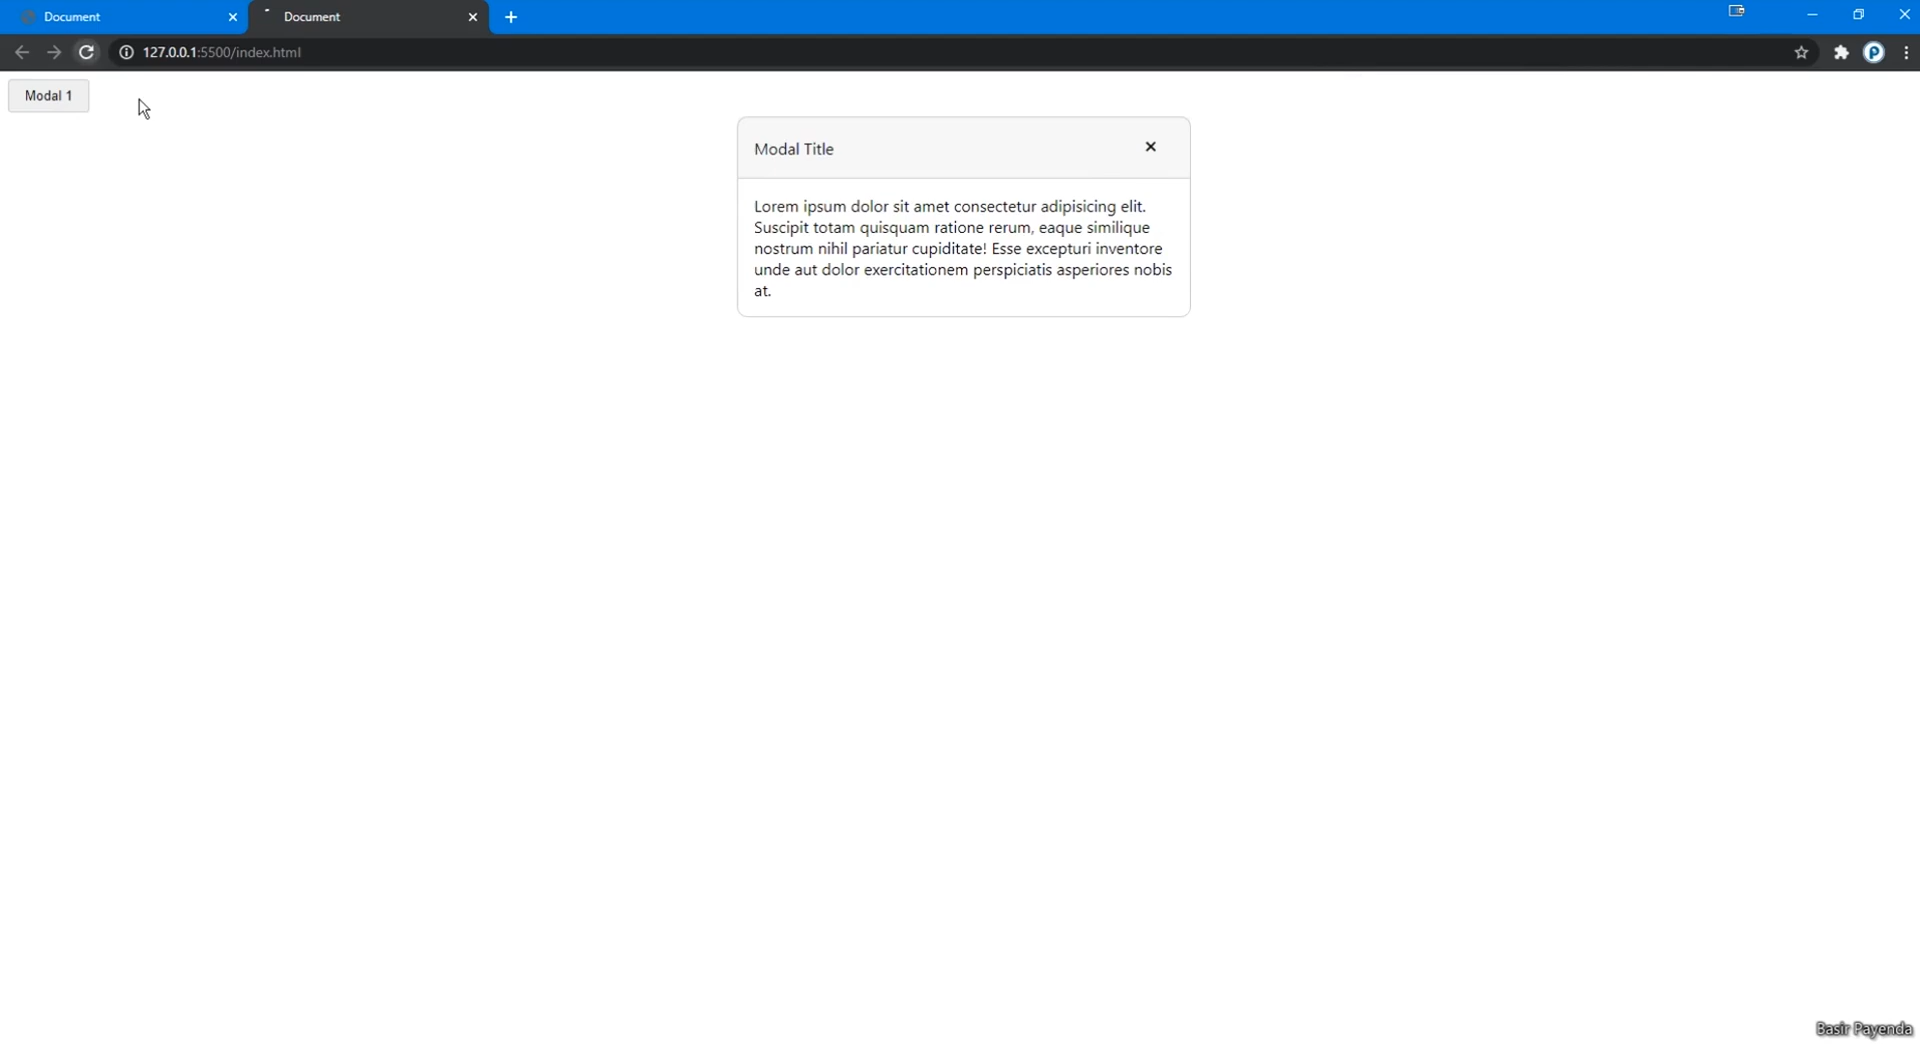 Document
Document
127.0.0.1:5500/index.html
Modal 1
Modal Title
Lorem ipsum dolor sit amet consectetur adipisicing elit.
Suscipit totam quisquam ratione rerum, eaque similique
nostrum nihil pariatur cupiditate! Esse excepturi inventore
unde aut dolor exercitationem perspiciatis asperiores nobis
at.
Basir Payenda